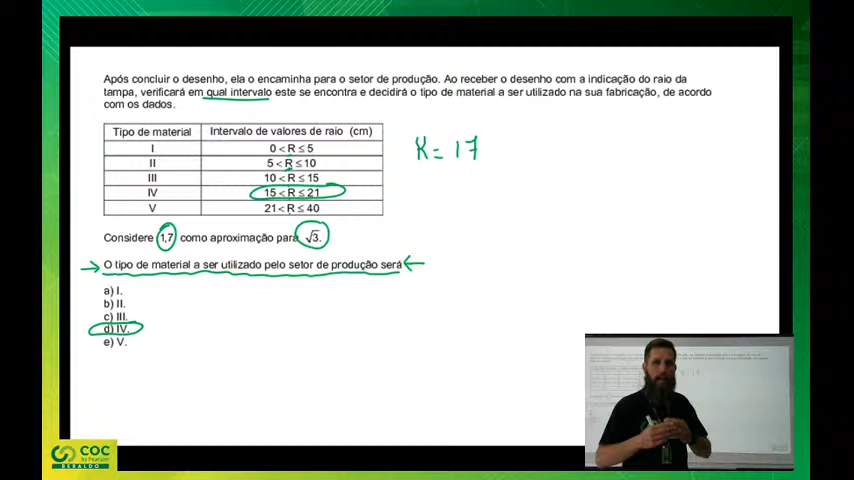 Após concluir o desenho, ela o encaminha para o setor de produção. Ao receber o desenho com a indicação do raio da
tampa, verificará em qual intervalo este se encontra e decidirá o tipo de material a ser utilizado na sua fabricação, de acordo
com os dados.
Tipo de material Intervalo de valores de raio (cm)
I 0 < R ≤ 5
II 5 < R ≤ 10
III 10 < R ≤ 15
IV 15 < R ≤ 21
V 21 < R ≤ 40
R = 17
Considere 1,7 como aproximação para √3.
O tipo de material a ser utilizado pelo setor de produção será
a) I.
b) II.
c) III.
d) IV.
e) V.
COC
by Pearson
BERALDO